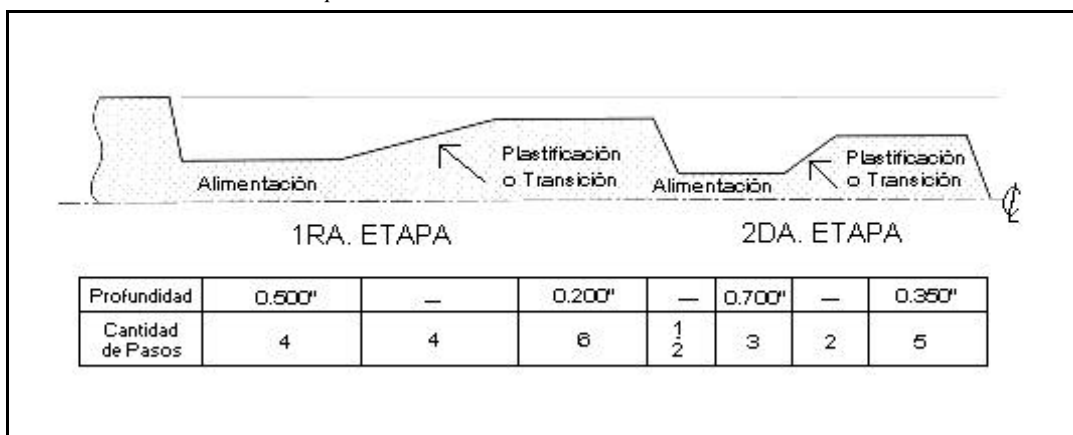 Alimentación
Plastificación
o Transición
Alimentación
Plastificación
o Transición
1RA. ETAPA
2DA. ETAPA
Profundidad 0.500" — 0.200" — 0.700" — 0.350"
Cantidad
de Pasos 4 4 6 1/2 3 2 5